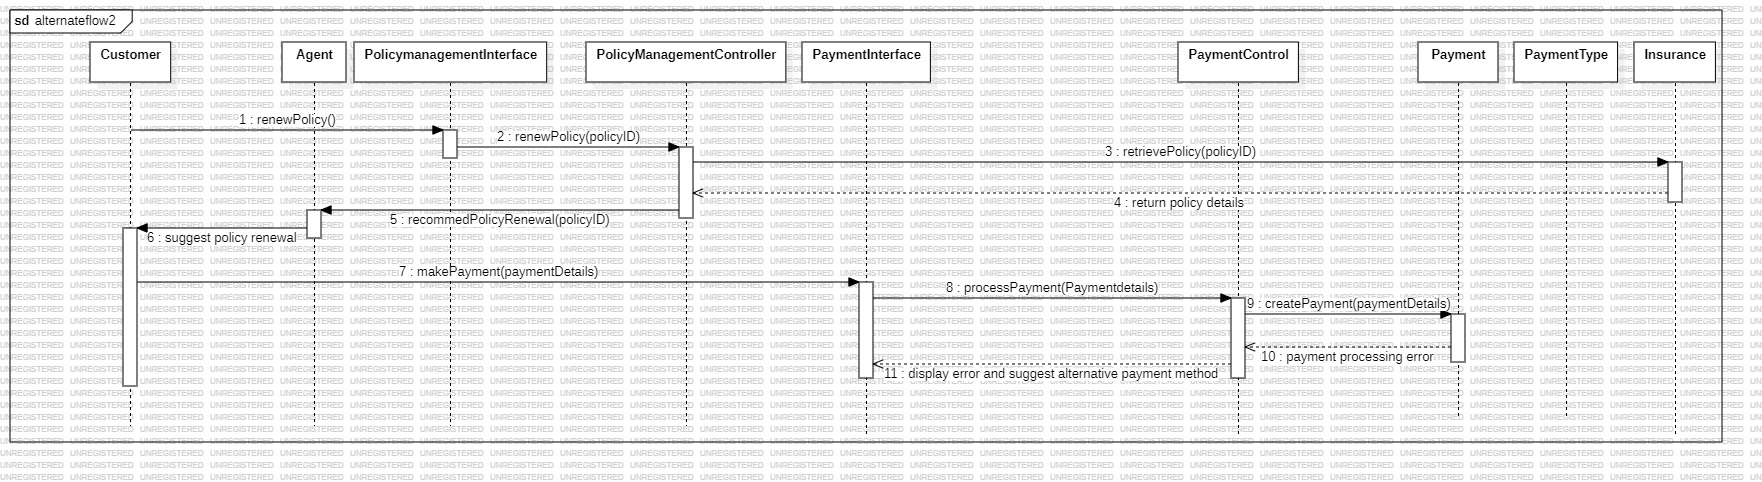 sd alternateflow2
Customer
Agent
PolicymanagementInterface
PolicyManagementController
PaymentInterface
PaymentControl
Payment
PaymentType
Insurance
1 : renewPolicy()
2 : renewPolicy(policyID)
3 : retrievePolicy(policyID)
4 : return policy details
5 : recommedPolicyRenewal(policyID)
6 : suggest policy renewal
7 : makePayment(paymentDetails)
8 : processPayment(Paymentdetails)
9 : createPayment(paymentDetails)
10 : payment processing error
11 : display error and suggest alternative payment method
UNREGISTERED